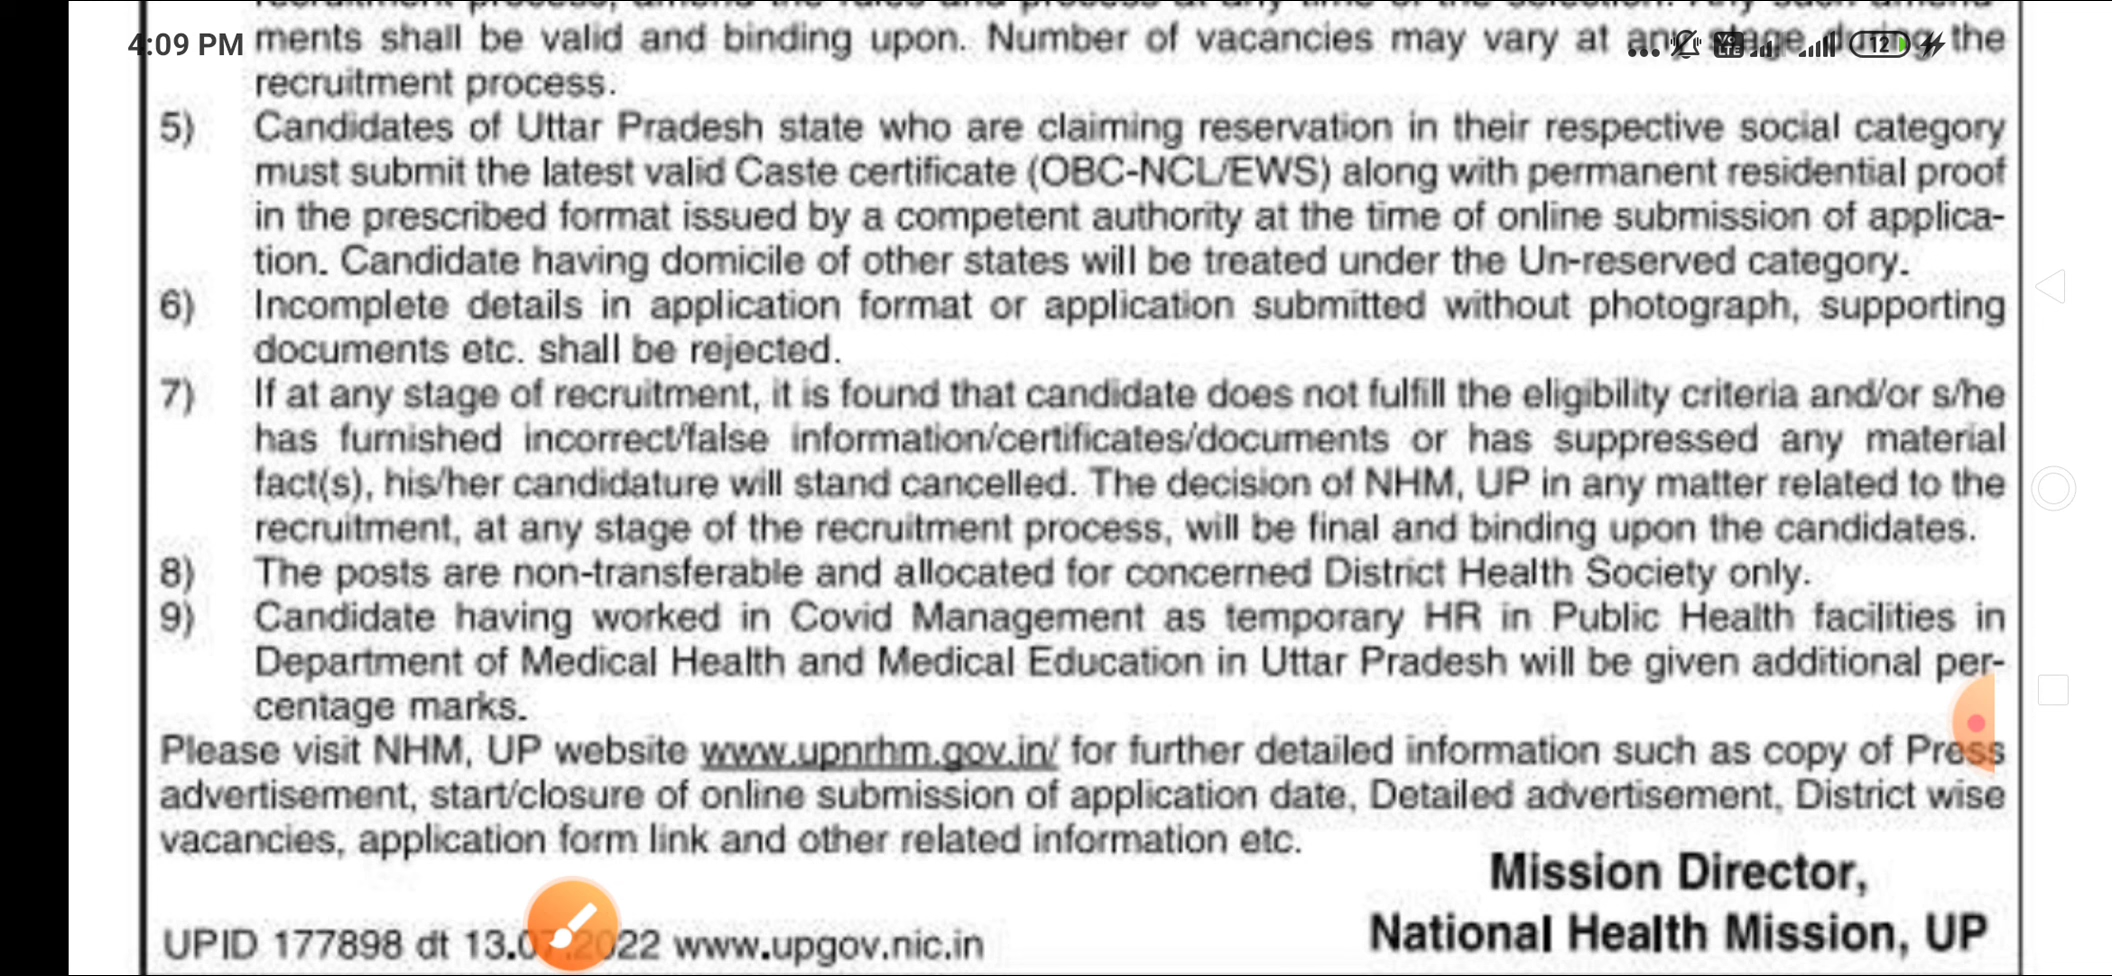 4:09 PM
ments shall be valid and binding upon. Number of vacancies may vary at any stage during the
VO LTE
12
recruitment process.
5) Candidates of Uttar Pradesh state who are claiming reservation in their respective social category
must submit the latest valid Caste certificate (OBC-NCL/EWS) along with permanent residential proof
in the prescribed format issued by a competent authority at the time of online submission of applica-
tion. Candidate having domicile of other states will be treated under the Un-reserved category.
6) Incomplete details in application format or application submitted without photograph, supporting
documents etc. shall be rejected.
7) If at any stage of recruitment, it is found that candidate does not fulfill the eligibility criteria and/or s/he
has furnished incorrect/false information/certificates/documents or has suppressed any material
fact(s), his/her candidature will stand cancelled. The decision of NHM, UP in any matter related to the
recruitment, at any stage of the recruitment process, will be final and binding upon the candidates.
8) The posts are non-transferable and allocated for concerned District Health Society only.
9) Candidate having worked in Covid Management as temporary HR in Public Health facilities in
Department of Medical Health and Medical Education in Uttar Pradesh will be given additional per-
centage marks.
Please visit NHM, UP website www.upnrhm.gov.in/ for further detailed information such as copy of Press
advertisement, start/closure of online submission of application date, Detailed advertisement, District wise
vacancies, application form link and other related information etc.
Mission Director,
National Health Mission, UP
UPID 177898 dt 13.07.2022 www.upgov.nic.in